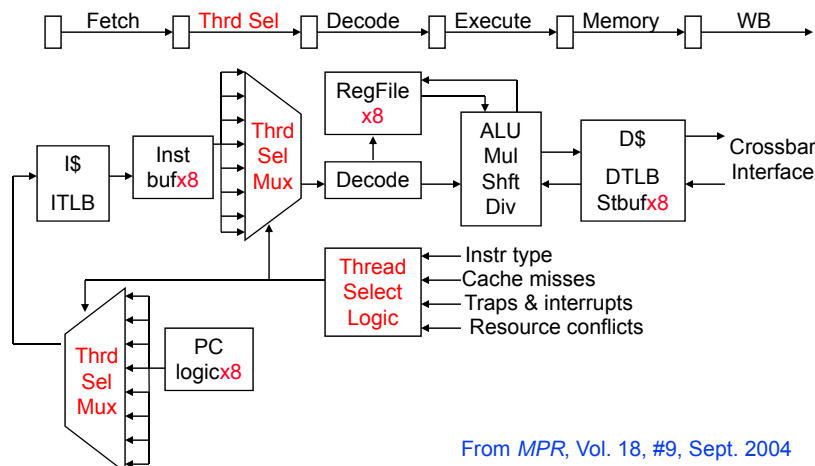 Fetch
Thrd Sel
Decode
Execute
Memory
WB
I$
ITLB
Inst
bufx8
Thrd
Sel
Mux
RegFile
x8
Decode
ALU
Mul
Shft
Div
D$
DTLB
Stbufx8
Crossbar
Interface
Thread
Select
Logic
Instr type
Cache misses
Traps & interrupts
Resource conflicts
Thrd
Sel
Mux
PC
logicx8
From MPR, Vol. 18, #9, Sept. 2004